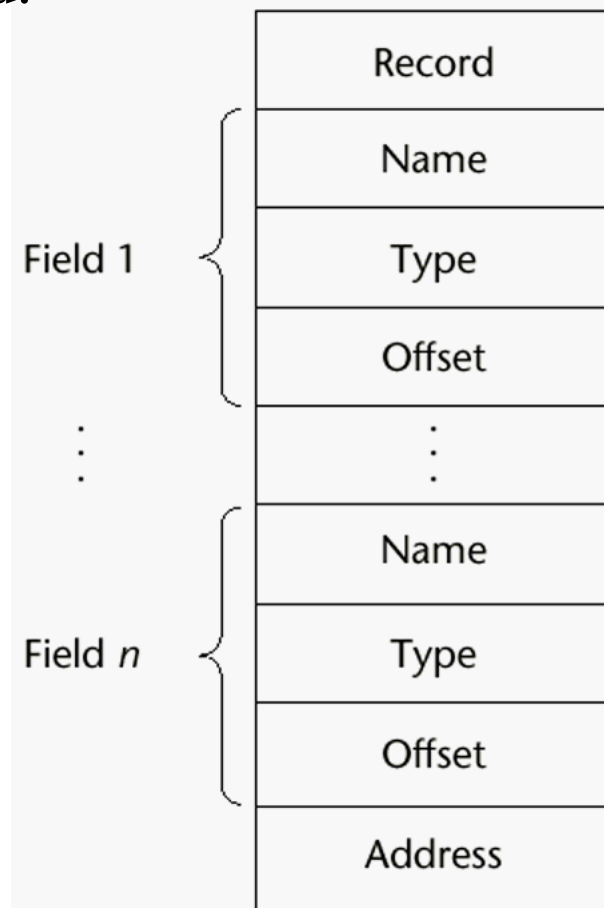 Record
Name
Field 1
Type
Offset
Name
Field n
Type
Offset
Address